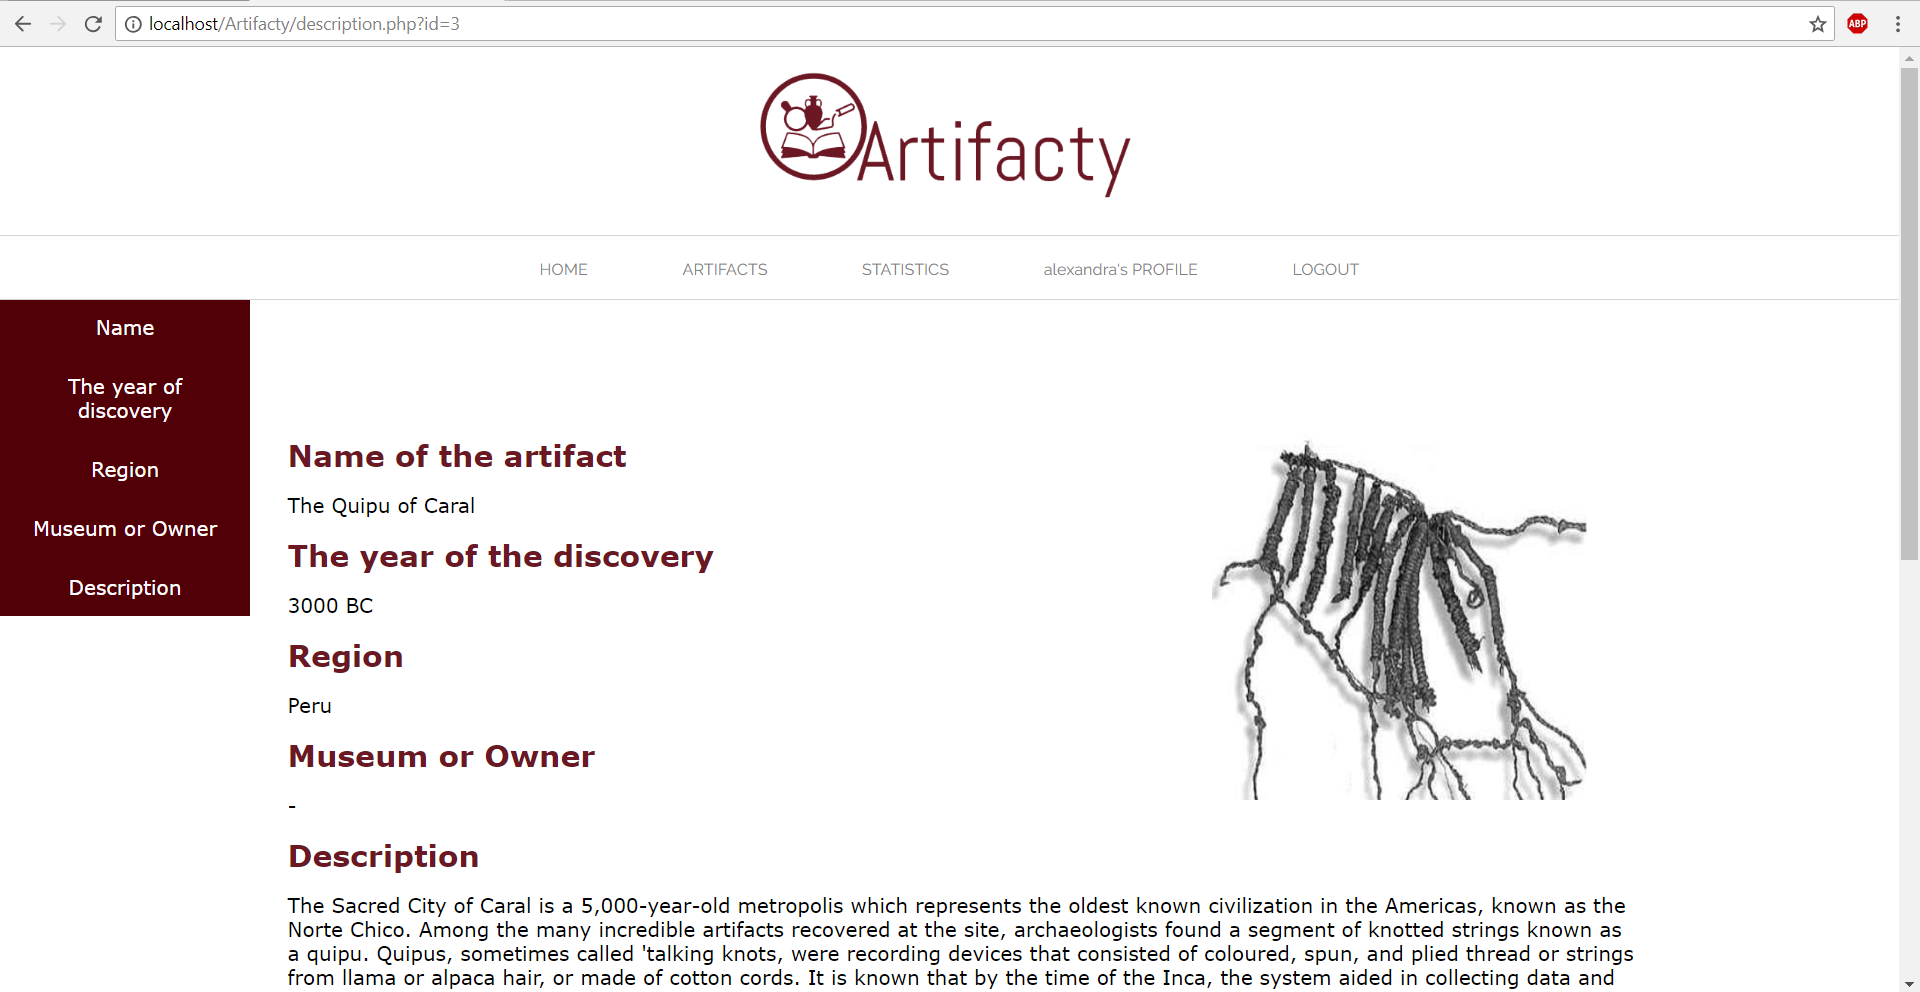 localhost/Artifacty/description.php?id=3
ABP
Artifacty
HOME ARTIFACTS STATISTICS alexandra's PROFILE LOGOUT
Name
The year of
discovery
Region
Museum or Owner
Description
Name of the artifact
The Quipu of Caral
The year of the discovery
3000 BC
Region
Peru
Museum or Owner
-
Description
The Sacred City of Caral is a 5,000-year-old metropolis which represents the oldest known civilization in the Americas, known as the
Norte Chico. Among the many incredible artifacts recovered at the site, archaeologists found a segment of knotted strings known as
a quipu. Quipus, sometimes called 'talking knots, were recording devices that consisted of coloured, spun, and plied thread or strings
from llama or alpaca hair, or made of cotton cords. It is known that by the time of the Inca, the system aided in collecting data and